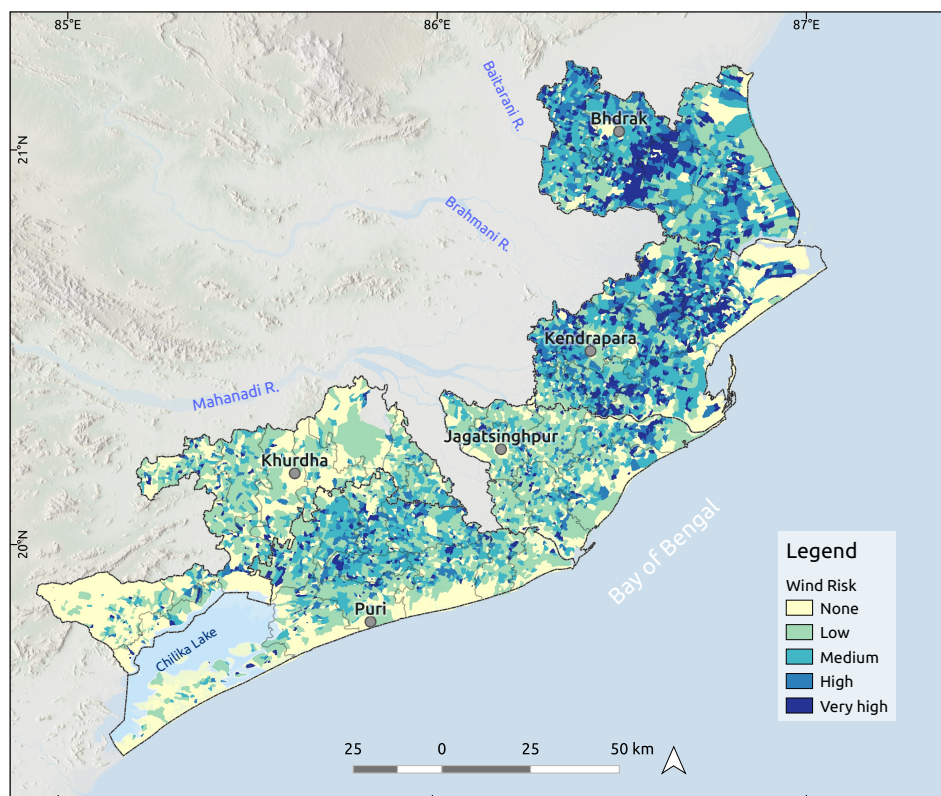 85°E
86°E
87°E
21°N
20°N
Baitarani R.
Bhdrak
Brahmani R.
Kendrapara
Mahanadi R.
Jagatsinghpur
Khurdha
Bay of Bengal
Puri
Chilika Lake
Legend
Wind Risk
None
Low
Medium
High
Very high
25 0 25 50 km